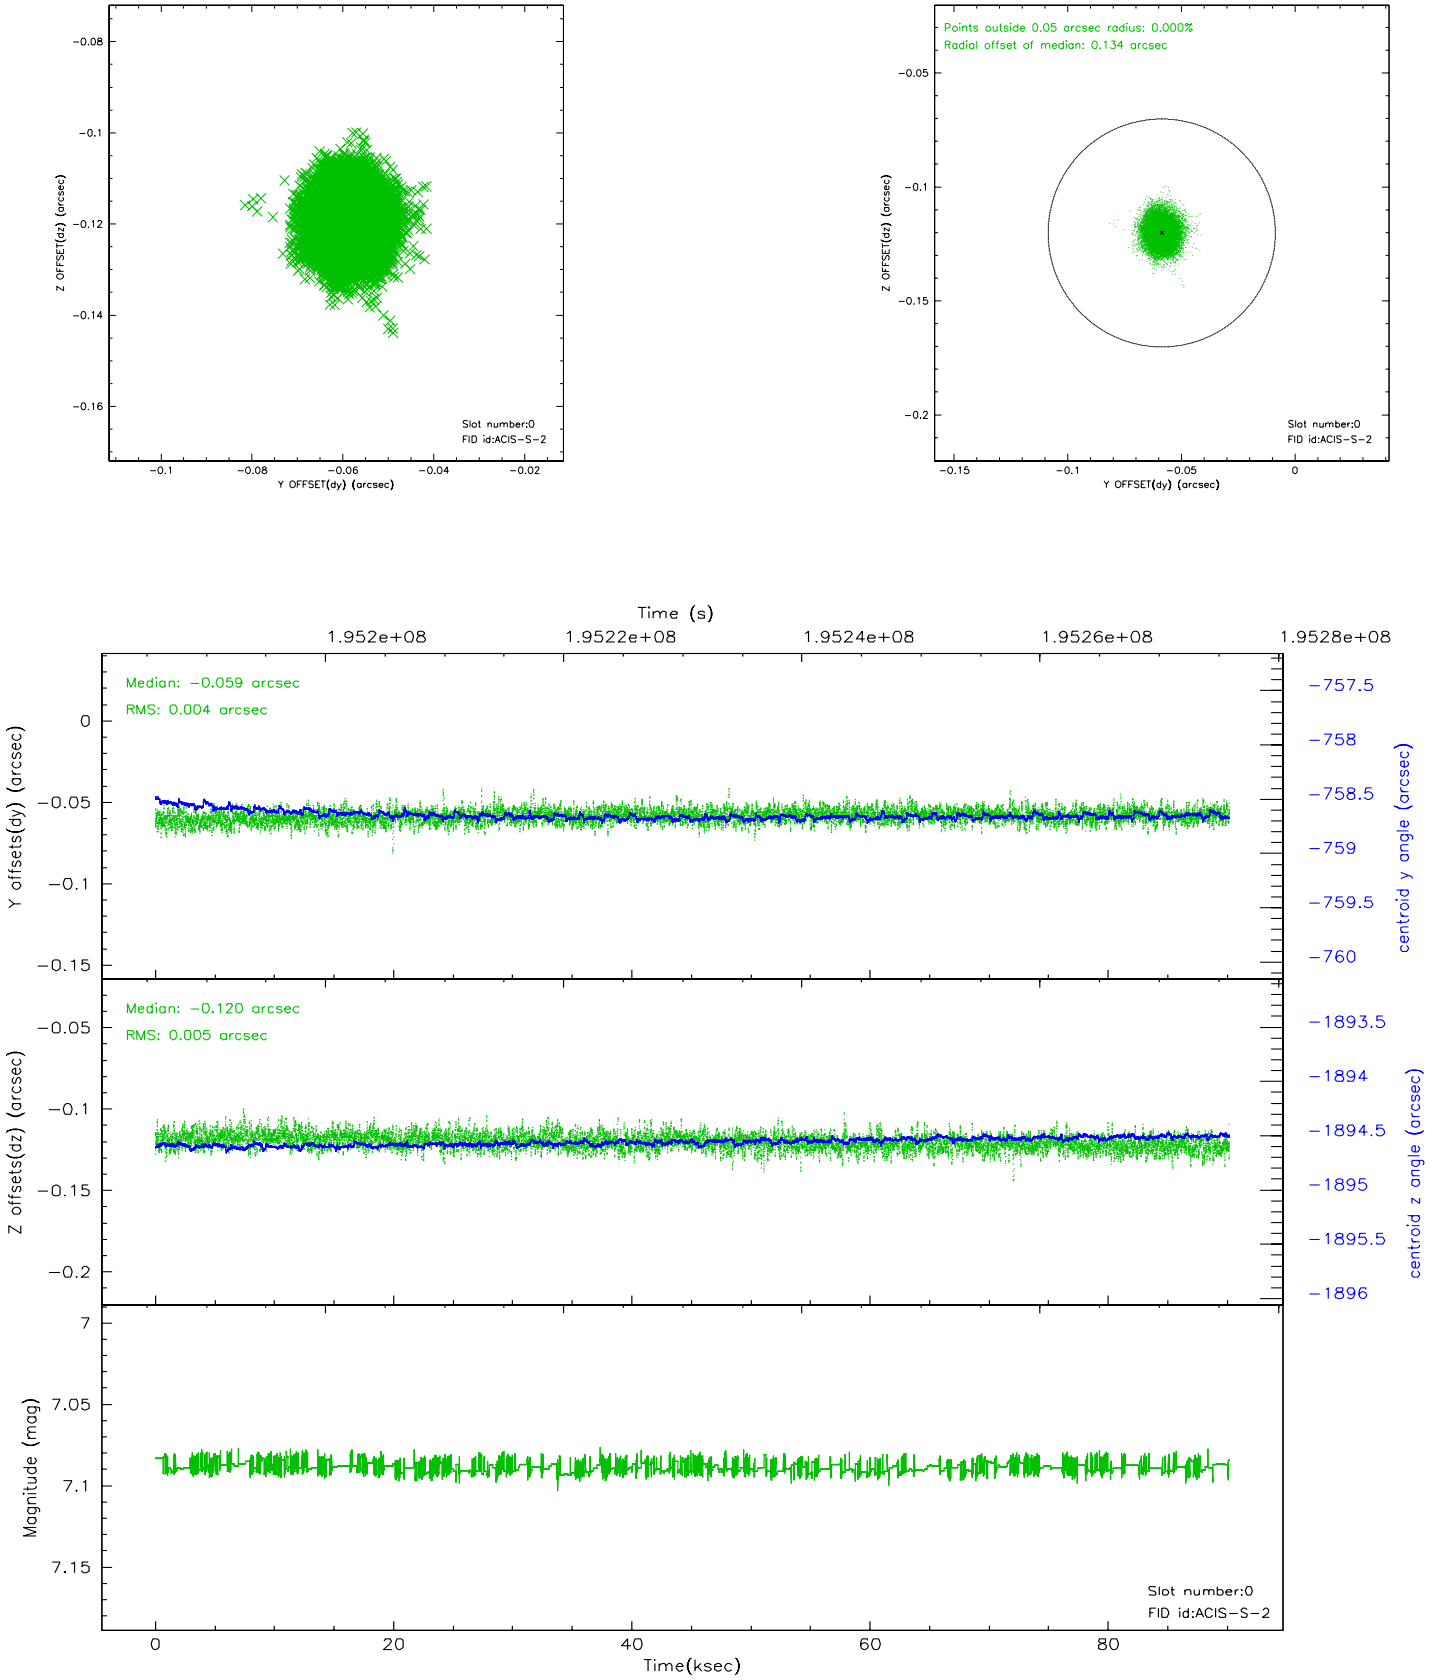 −0.08
−0.1
−0.12
−0.14
−0.16
Z OFFSET(dz) (arcsec)
Slot number:0
FID id:ACIS−S−2
−0.1
−0.08
−0.06
−0.04
−0.02
Y OFFSET(dy) (arcsec)
Points outside 0.05 arcsec radius: 0.000%
Radial offset of median: 0.134 arcsec
−0.05
−0.1
−0.15
−0.2
Z OFFSET(dz) (arcsec)
Slot number:0
FID id:ACIS−S−2
−0.15
−0.1
−0.05
0
Y OFFSET(dy) (arcsec)
Time (s)
1.952e+08
1.9522e+08
1.9524e+08
1.9526e+08
1.9528e+08
Median: −0.059 arcsec
RMS: 0.004 arcsec
0
−0.05
−0.1
−0.15
Y offsets(dy) (arcsec)
−757.5
−758
−758.5
−759
−759.5
−760
centroid y angle (arcsec)
Median: −0.120 arcsec
RMS: 0.005 arcsec
−0.05
−0.1
−0.15
−0.2
Z offsets(dz) (arcsec)
−1893.5
−1894
−1894.5
−1895
−1895.5
−1896
centroid z angle (arcsec)
7
7.05
7.1
7.15
Magnitude (mag)
Slot number:0
FID id:ACIS−S−2
0
20
40
60
80
Time(ksec)